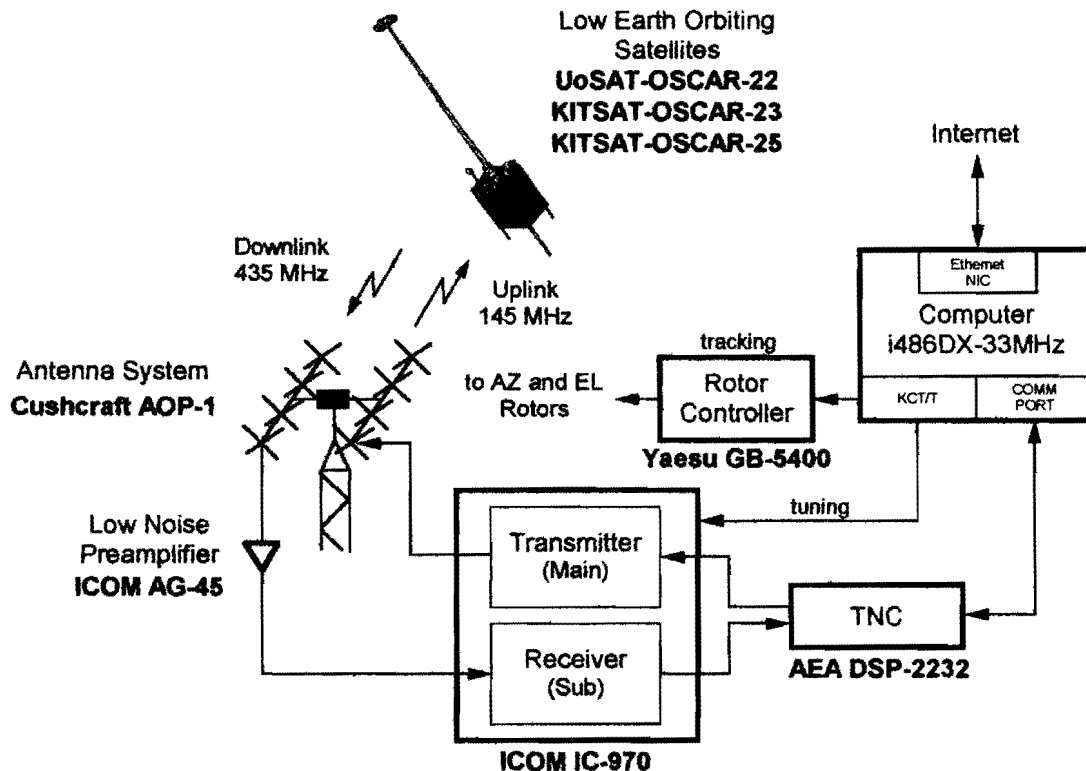 Low Earth Orbiting
Satellites
UoSAT-OSCAR-22
KITSAT-OSCAR-23
KITSAT-OSCAR-25
Internet
Downlink
435 MHz
Uplink
145 MHz
Ethernet
NIC
Computer
i486DX-33MHz
KCT/T
COMM
PORT
tracking
Rotor
Controller
Yaesu GB-5400
to AZ and EL
Rotors
Antenna System
Cushcraft AOP-1
tuning
Low Noise
Preamplifier
ICOM AG-45
Transmitter
(Main)
Receiver
(Sub)
ICOM IC-970
TNC
AEA DSP-2232